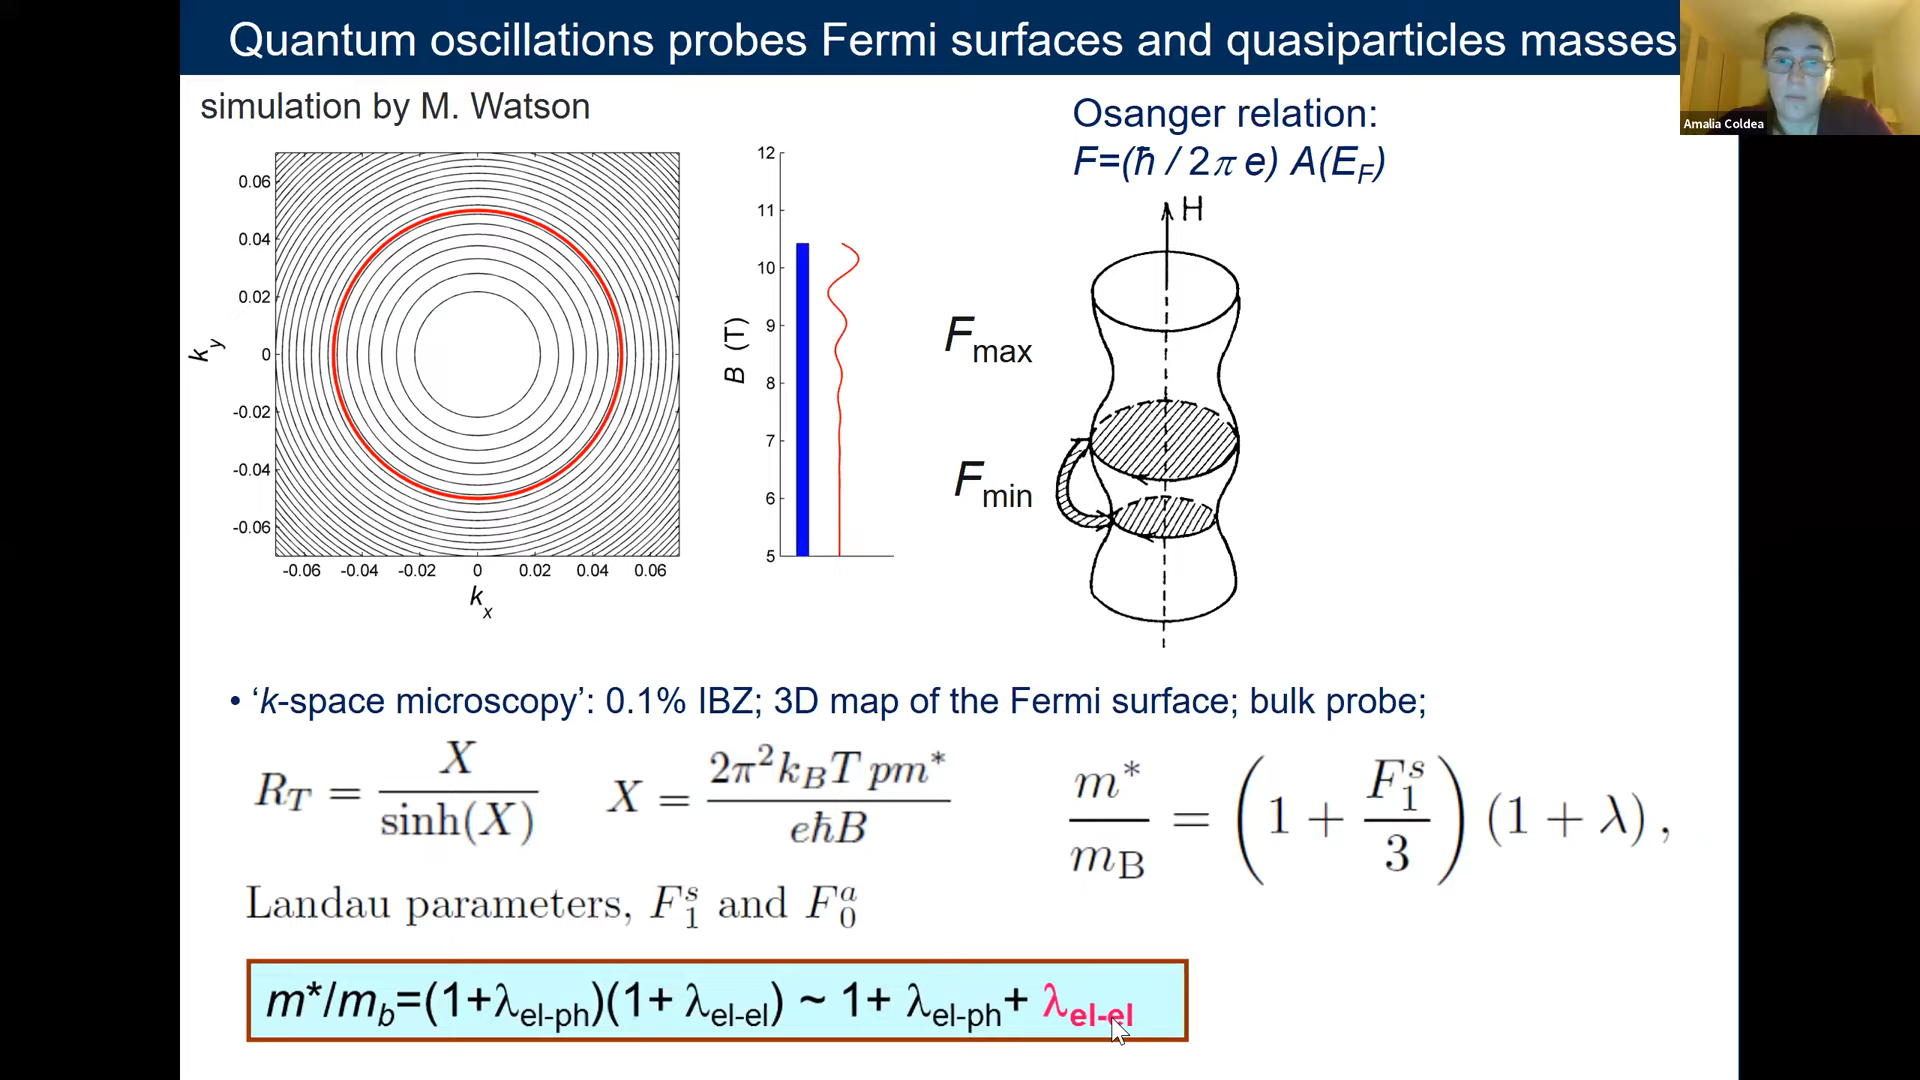 Quantum oscillations probes Fermi surfaces and quasiparticles masses
Amalia Coldea
simulation by M. Watson
Osanger relation:
F=(ħ / 2π e) A(E_F)
0.06
0.04
0.02
0
-0.02
-0.04
-0.06
k_y
-0.06 -0.04 -0.02 0 0.02 0.04 0.06
k_x
12
11
10
9
8
7
6
5
B (T)
H
F_max
F_min
• ‘k-space microscopy’: 0.1% IBZ; 3D map of the Fermi surface; bulk probe;
R_T = X / sinh(X)
X = 2π²k_BT pm* / eħB
m* / m_B = (1 + F_1^s / 3) (1 + λ) ,
Landau parameters, F_1^s and F_0^a
m*/m_b=(1+λ_el-ph)(1+ λ_el-el) ~ 1+ λ_el-ph+ λ_el-el